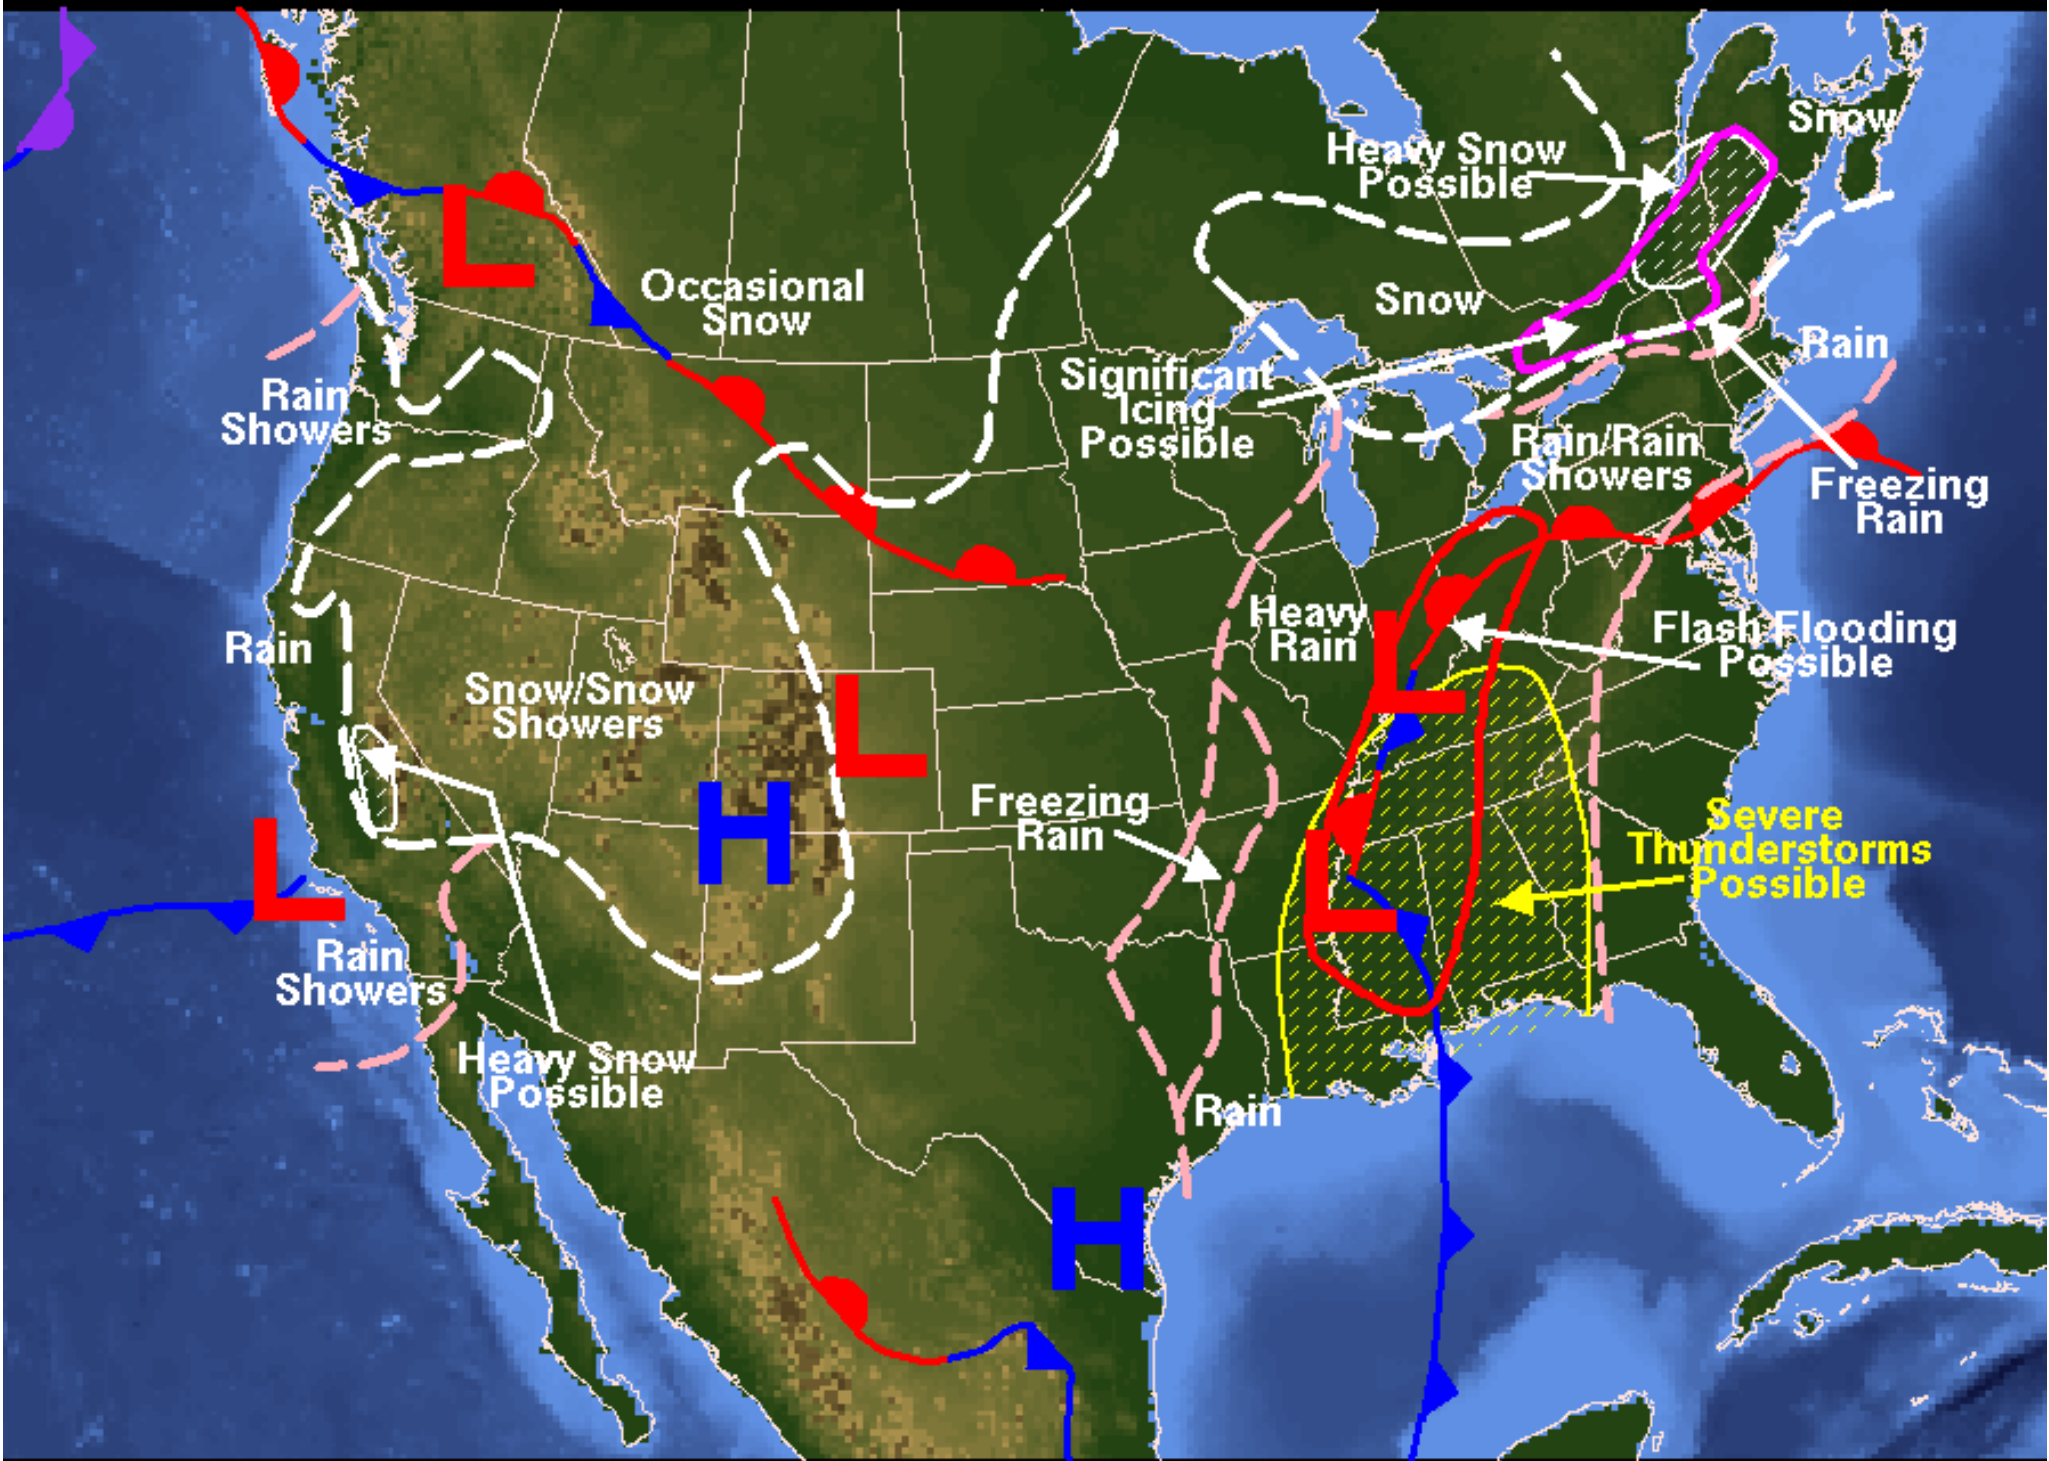 Snow
Heavy Snow
Possible
Occasional
Snow
Snow
Rain
Significant
Icing
Possible
Rain
Showers
Rain/Rain
Showers
Freezing
Rain
Heavy
Rain
Flash Flooding
Possible
Rain
L
L
Snow/Snow
Showers
L
H
Freezing
Rain
Severe
Thunderstorms
Possible
L
L
Rain
Showers
Heavy Snow
Possible
Rain
H